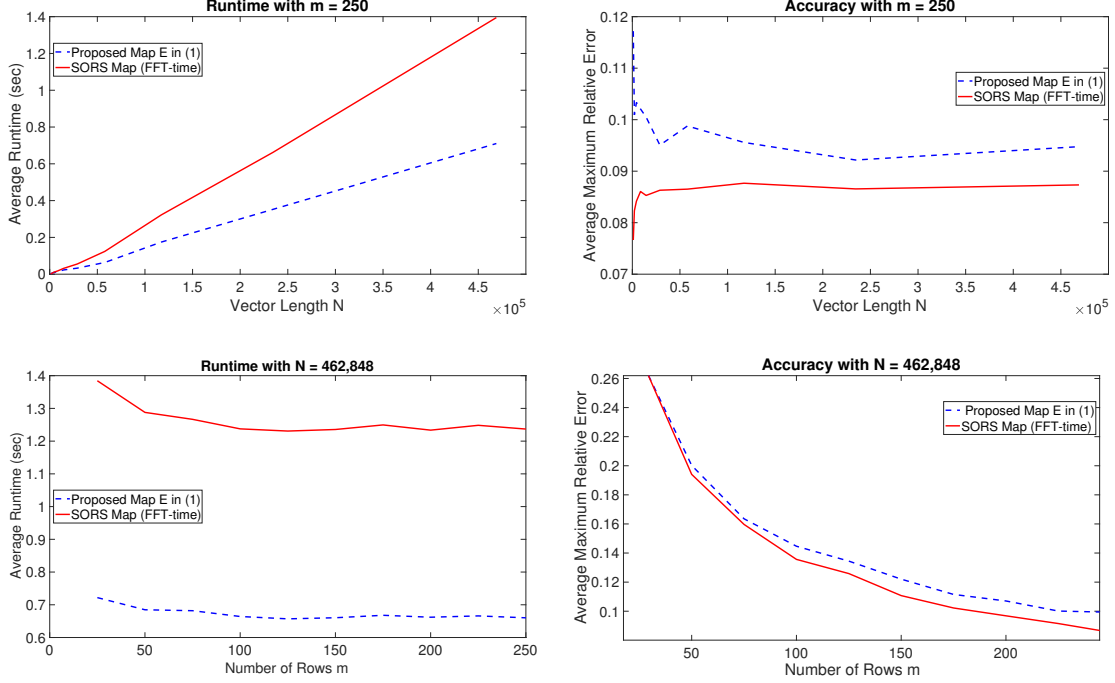 Runtime with m = 250
Average Runtime (sec)
1.4
1.2
1
0.8
0.6
0.4
0.2
0
Proposed Map E in (1)
SORS Map (FFT-time)
0 0.5 1 1.5 2 2.5 3 3.5 4 4.5 5
Vector Length N
×10^5
Accuracy with m = 250
Average Maximum Relative Error
0.12
0.11
0.1
0.09
0.08
0.07
Proposed Map E in (1)
SORS Map (FFT-time)
0 0.5 1 1.5 2 2.5 3 3.5 4 4.5 5
Vector Length N
×10^5
Runtime with N = 462,848
Average Runtime (sec)
1.4
1.3
1.2
1.1
1
0.9
0.8
0.7
0.6
Proposed Map E in (1)
SORS Map (FFT-time)
0 50 100 150 200 250
Number of Rows m
Accuracy with N = 462,848
Average Maximum Relative Error
0.26
0.24
0.22
0.2
0.18
0.16
0.14
0.12
0.1
Proposed Map E in (1)
SORS Map (FFT-time)
50 100 150 200
Number of Rows m